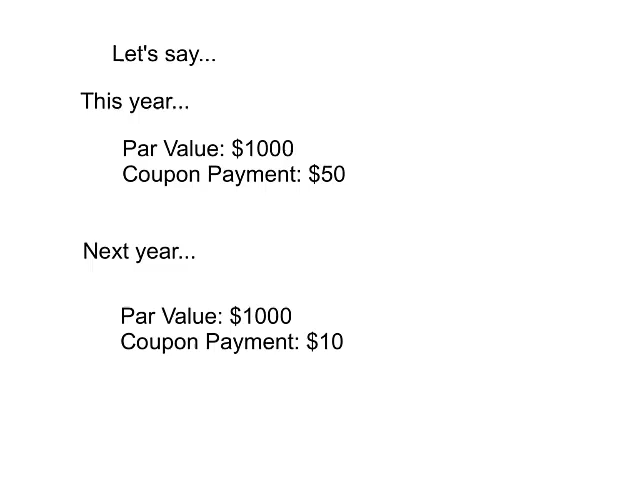 Let's say...
This year...
Par Value: $1000
Coupon Payment: $50
Next year...
Par Value: $1000
Coupon Payment: $10